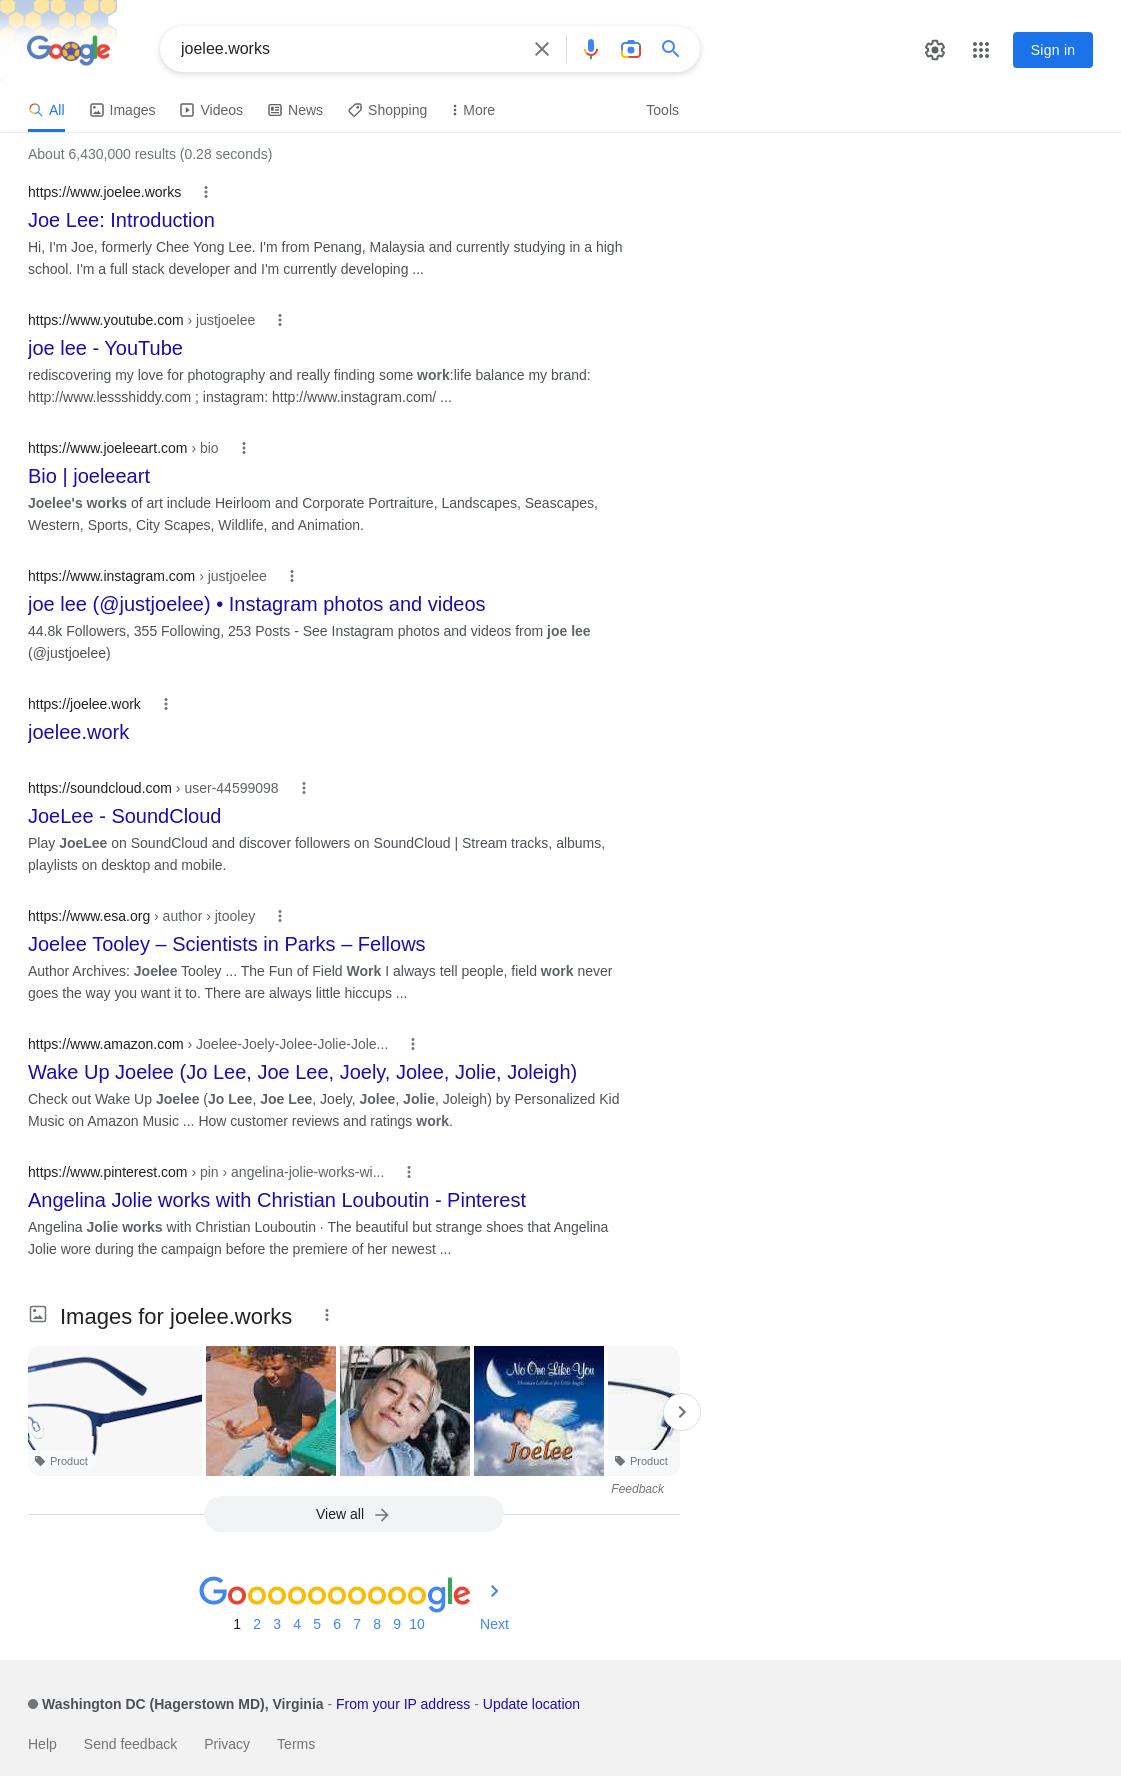 Google
joelee.works
Sign in
All
Images
Videos
News
Shopping
More
Tools
About 6,430,000 results (0.28 seconds)
https://www.joelee.works
Joe Lee: Introduction
Hi, I'm Joe, formerly Chee Yong Lee. I'm from Penang, Malaysia and currently studying in a high
school. I'm a full stack developer and I'm currently developing ...
https://www.youtube.com › justjoelee
joe lee - YouTube
rediscovering my love for photography and really finding some work:life balance my brand:
http://www.lessshiddy.com ; instagram: http://www.instagram.com/ ...
https://www.joeleeart.com › bio
Bio | joeleeart
Joelee's works of art include Heirloom and Corporate Portraiture, Landscapes, Seascapes,
Western, Sports, City Scapes, Wildlife, and Animation.
https://www.instagram.com › justjoelee
joe lee (@justjoelee) • Instagram photos and videos
44.8k Followers, 355 Following, 253 Posts - See Instagram photos and videos from joe lee
(@justjoelee)
https://joelee.work
joelee.work
https://soundcloud.com › user-44599098
JoeLee - SoundCloud
Play JoeLee on SoundCloud and discover followers on SoundCloud | Stream tracks, albums,
playlists on desktop and mobile.
https://www.esa.org › author › jtooley
Joelee Tooley – Scientists in Parks – Fellows
Author Archives: Joelee Tooley ... The Fun of Field Work I always tell people, field work never
goes the way you want it to. There are always little hiccups ...
https://www.amazon.com › Joelee-Joely-Jolee-Jolie-Jole...
Wake Up Joelee (Jo Lee, Joe Lee, Joely, Jolee, Jolie, Joleigh)
Check out Wake Up Joelee (Jo Lee, Joe Lee, Joely, Jolee, Jolie, Joleigh) by Personalized Kid
Music on Amazon Music ... How customer reviews and ratings work.
https://www.pinterest.com › pin › angelina-jolie-works-wi...
Angelina Jolie works with Christian Louboutin - Pinterest
Angelina Jolie works with Christian Louboutin · The beautiful but strange shoes that Angelina
Jolie wore during the campaign before the premiere of her newest ...
Images for joelee.works
No One Like You
Joelee
Product
Product
Feedback
View all
Goooooooooogle
1 2 3 4 5 6 7 8 9 10 Next
Washington DC (Hagerstown MD), Virginia - From your IP address - Update location
Help Send feedback Privacy Terms